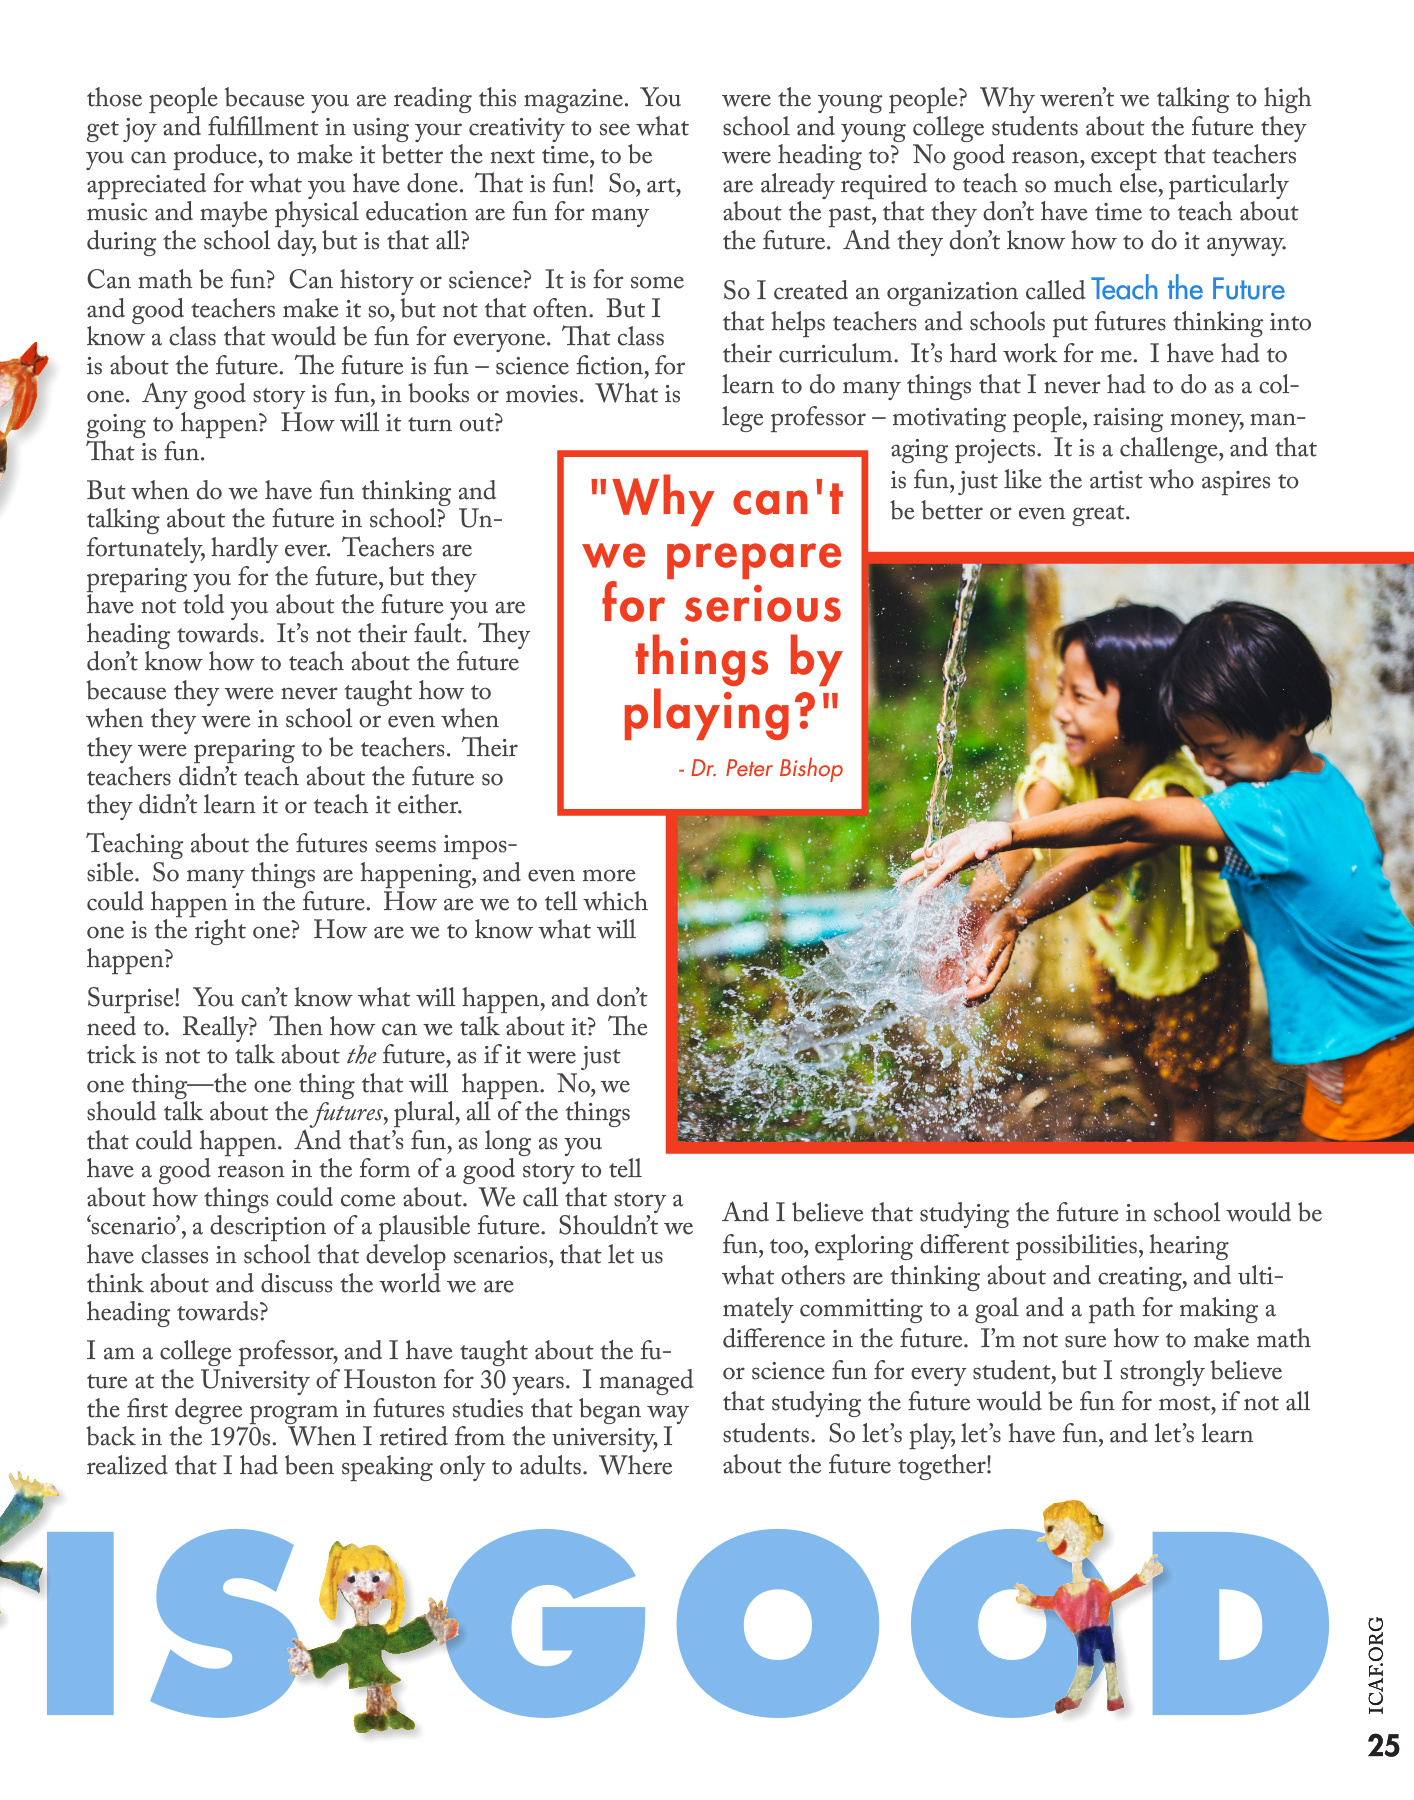 those people because you are reading this magazine.  You
get joy and fulfillment in using your creativity to see what
you can produce, to make it better the next time, to be
appreciated for what you have done.  That is fun!  So, art,
music and maybe physical education are fun for many
during the school day, but is that all?
Can math be fun?  Can history or science?  It is for some
and good teachers make it so, but not that often.  But I
know a class that would be fun for everyone.  That class
is about the future.  The future is fun – science fiction, for
one.  Any good story is fun, in books or movies.  What is
going to happen?  How will it turn out?
That is fun.
But when do we have fun thinking and
talking about the future in school?  Un-
fortunately, hardly ever.  Teachers are
preparing you for the future, but they
have not told you about the future you are
heading towards.  It’s not their fault.  They
don’t know how to teach about the future
because they were never taught how to
when they were in school or even when
they were preparing to be teachers.  Their
teachers didn’t teach about the future so
they didn’t learn it or teach it either.
Teaching about the futures seems impos-
sible.  So many things are happening, and even more
could happen in the future.  How are we to tell which
one is the right one?  How are we to know what will
happen?
Surprise!  You can’t know what will happen, and don’t
need to.  Really?  Then how can we talk about it?  The
trick is not to talk about the future, as if it were just
one thing—the one thing that will  happen.  No, we
should talk about the futures, plural, all of the things
that could happen.  And that’s fun, as long as you
have a good reason in the form of a good story to tell
about how things could come about.  We call that story a
‘scenario’, a description of a plausible future.  Shouldn’t we
have classes in school that develop scenarios, that let us
think about and discuss the world we are
heading towards?
I am a college professor, and I have taught about the fu-
ture at the University of Houston for 30 years.  I managed
the first degree program in futures studies that began way
back in the 1970s.  When I retired from the university, I
realized that I had been speaking only to adults.  Where
were the young people?  Why weren’t we talking to high
school and young college students about the future they
were heading to?  No good reason, except that teachers
are already required to teach so much else, particularly
about the past, that they don’t have time to teach about
the future.  And they don’t know how to do it anyway.
So I created an organization called Teach the Future
that helps teachers and schools put futures thinking into
their curriculum.  It’s hard work for me.  I have had to
learn to do many things that I never had to do as a col-
lege professor – motivating people, raising money, man-
aging projects.  It is a challenge, and that
is fun, just like the artist who aspires to
be better or even great.
"Why can't
we prepare
for serious
things by
playing?"
- Dr. Peter Bishop
And I believe that studying the future in school would be
fun, too, exploring different possibilities, hearing
what others are thinking about and creating, and ulti-
mately committing to a goal and a path for making a
difference in the future.  I’m not sure how to make math
or science fun for every student, but I strongly believe
that studying the future would be fun for most, if not all
students.  So let’s play, let’s have fun, and let’s learn
about the future together!
IS GOOD
ICAF.ORG
25